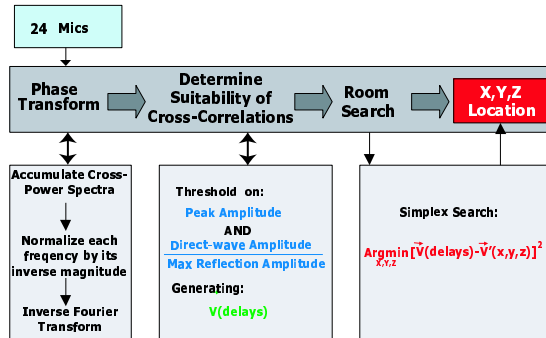 24 Mics
Phase
Transform
Determine
Suitability of
Cross-Correlations
Room
Search
X,Y,Z
Location
Accumulate Cross-
Power Spectra
Normalize each
freqency by its
inverse magnitude
Inverse Fourier
Transform
Threshold on:
Peak Amplitude
AND
Direct-wave Amplitude
Max Reflection Amplitude
Generating:
V(delays)
Simplex Search:
Argmin[V⃗(delays)-V⃗'(x,y,z)]²
X,Y,Z